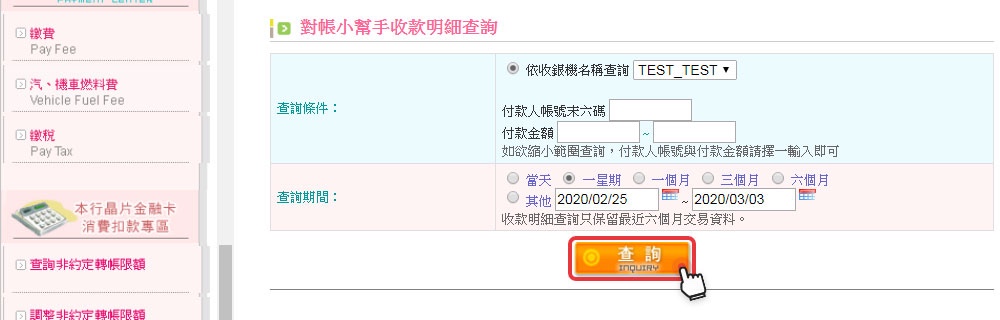 PAYMENT CENTER
繳費
Pay Fee
汽、機車燃料費
Vehicle Fuel Fee
繳稅
Pay Tax
本行晶片金融卡
消費扣款專區
查詢非約定轉帳限額
調整非約定轉帳限額
對帳小幫手收款明細查詢
查詢條件：
依收銀機名稱查詢 TEST_TEST
付款人帳號末六碼
付款金額 ~
如欲縮小範圍查詢，付款人帳號與付款金額請擇一輸入即可
查詢期間：
當天 一星期 一個月 三個月 六個月
其他 2020/02/25 ~ 2020/03/03
收款明細查詢只保留最近六個月交易資料。
查詢
INQUIRY